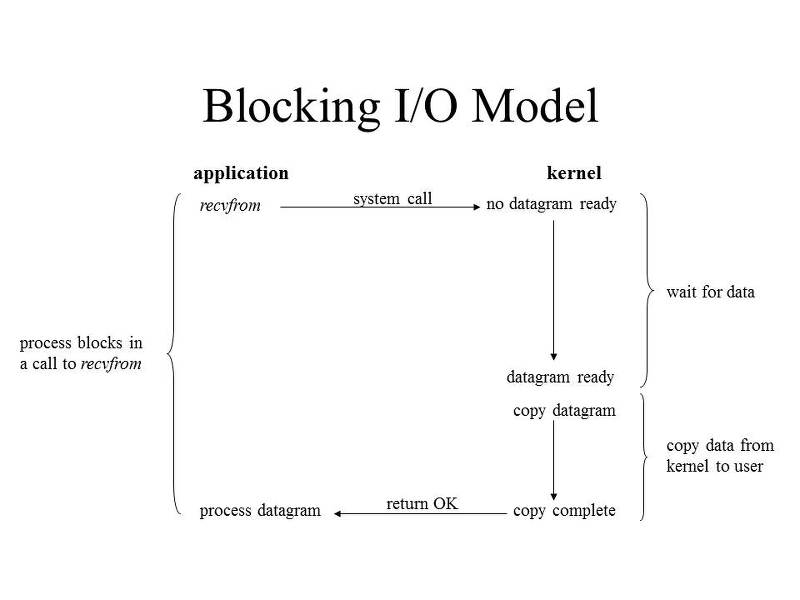 Blocking I/O Model
application
kernel
recvfrom
system call
no datagram ready
wait for data
process blocks in
a call to recvfrom
datagram ready
copy datagram
copy data from
kernel to user
process datagram
return OK
copy complete